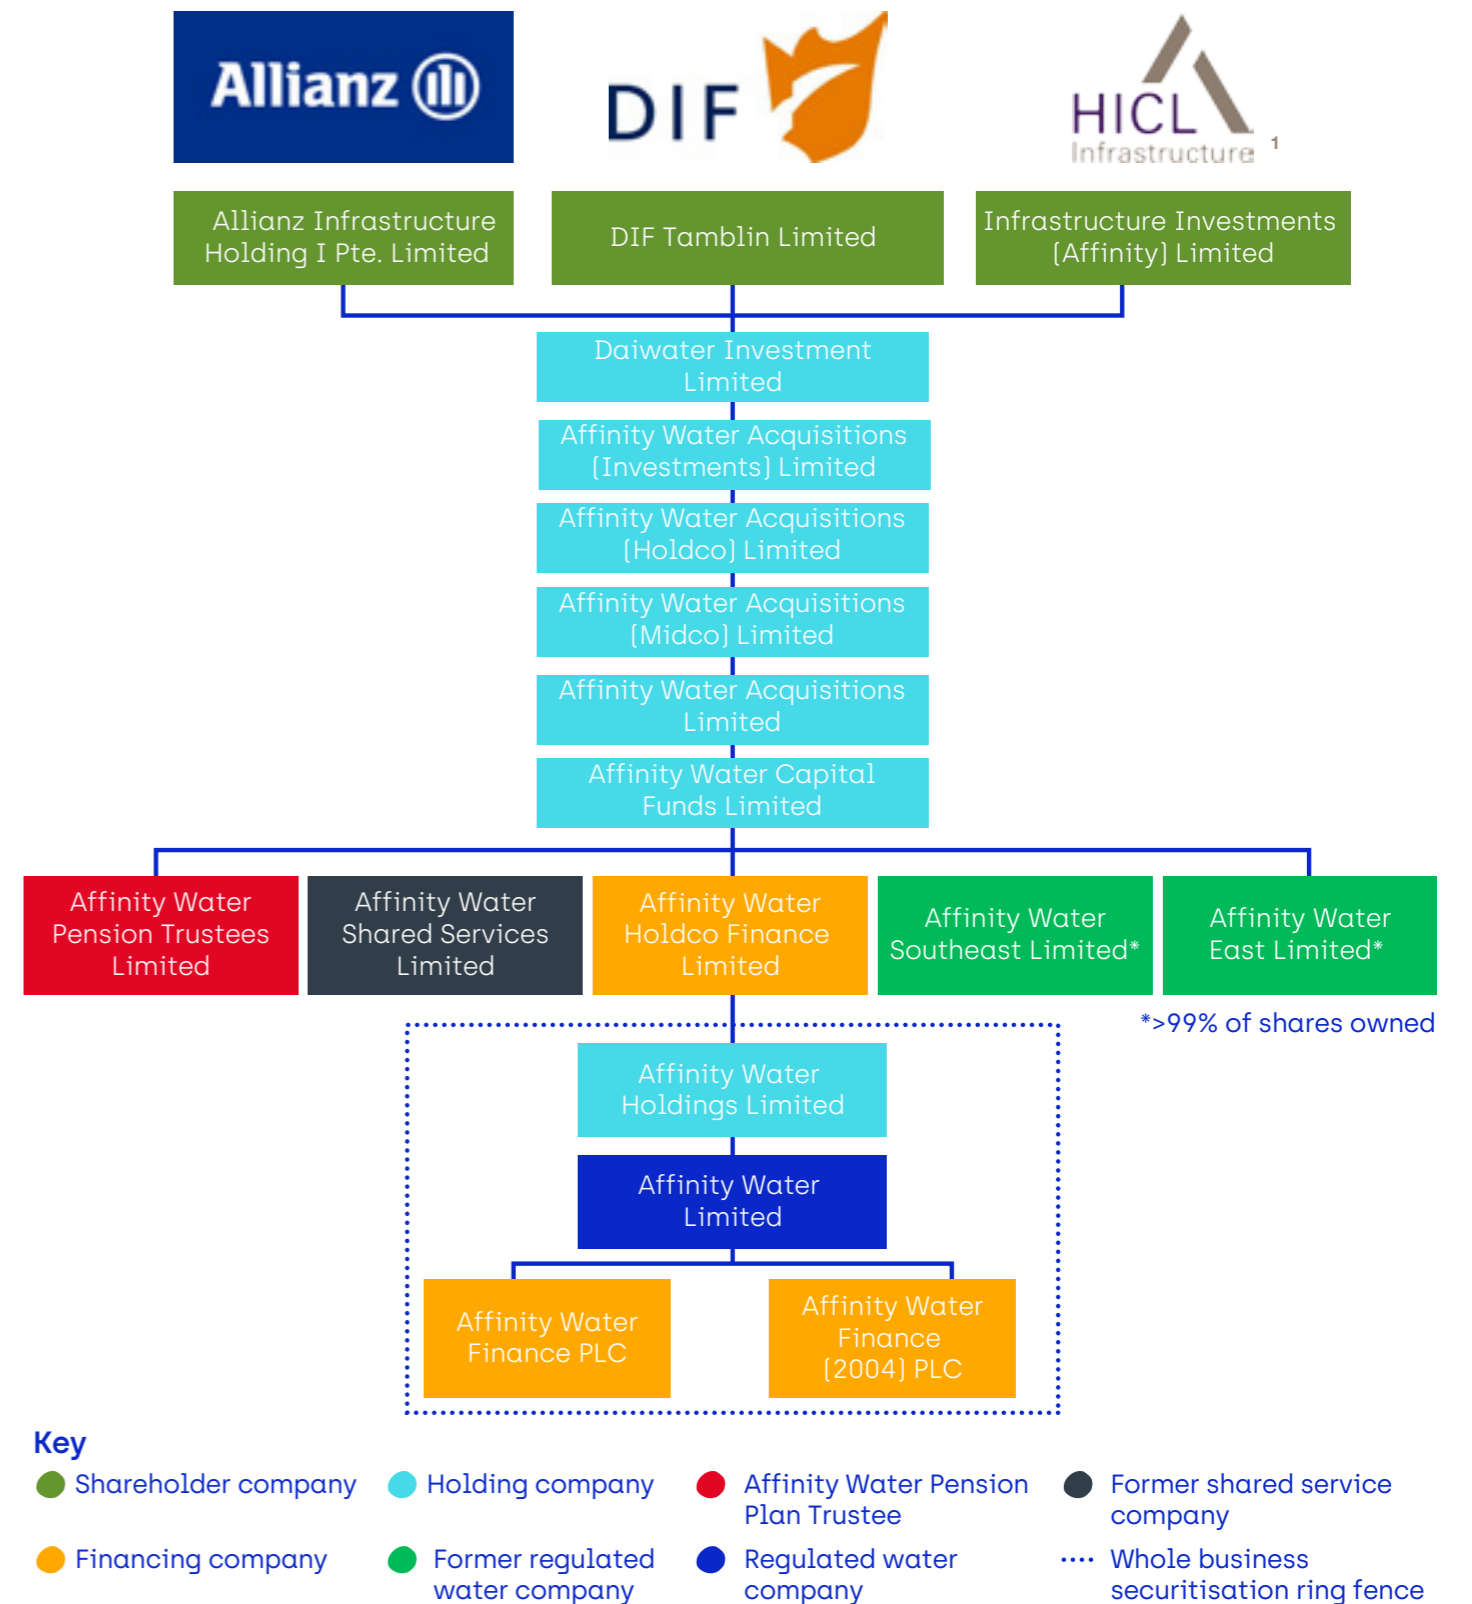 Allianz
DIF
HICL
Infrastructure
1
Allianz Infrastructure
Holding I Pte. Limited
DIF Tamblin Limited
Infrastructure Investments
(Affinity) Limited
Daiwater Investment
Limited
Affinity Water Acquisitions
(Investments) Limited
Affinity Water Acquisitions
(Holdco) Limited
Affinity Water Acquisitions
(Midco) Limited
Affinity Water Acquisitions
Limited
Affinity Water Capital
Funds Limited
Affinity Water
Pension Trustees
Limited
Affinity Water
Shared Services
Limited
Affinity Water
Holdco Finance
Limited
Affinity Water
Southeast Limited*
Affinity Water
East Limited*
*>99% of shares owned
Affinity Water
Holdings Limited
Affinity Water
Limited
Affinity Water
Finance PLC
Affinity Water
Finance
(2004) PLC
Key
Shareholder company
Holding company
Affinity Water Pension
Plan Trustee
Former shared service
company
Financing company
Former regulated
water company
Regulated water
company
Whole business
securitisation ring fence